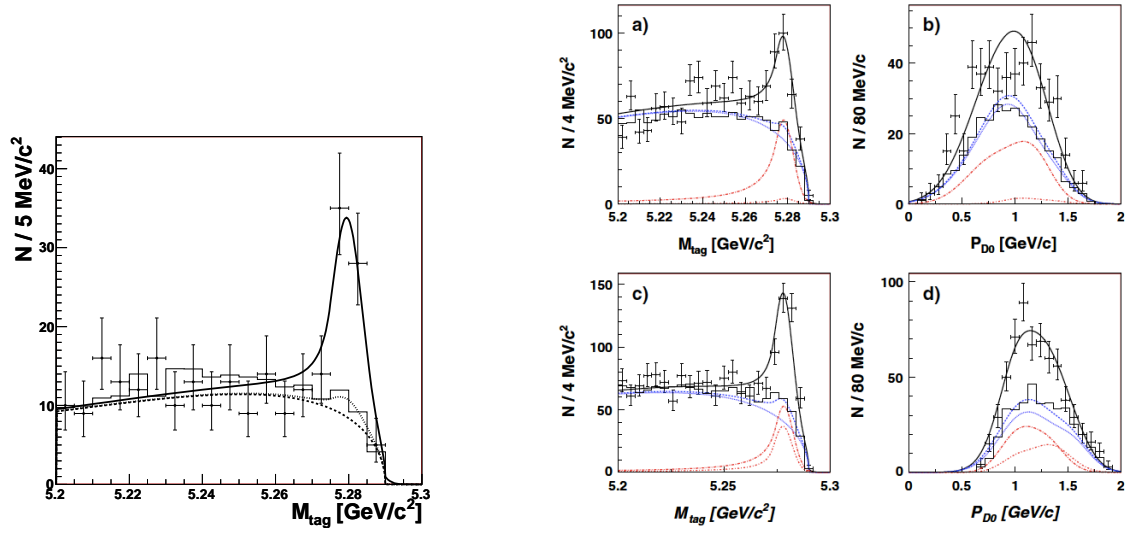 N / 5 MeV/c²
40
30
20
10
0
5.2 5.22 5.24 5.26 5.28 5.3
M_tag [GeV/c²]
a)
N / 4 MeV/c²
100
50
0
5.2 5.22 5.24 5.26 5.28 5.3
M_tag [GeV/c²]
b)
N / 80 MeV/c
40
20
0
0 0.5 1 1.5 2
P_D0 [GeV/c]
c)
N / 4 MeV/c²
150
100
50
0
5.2 5.25 5.3
M_tag [GeV/c²]
d)
N / 80 MeV/c
100
50
0
0 0.5 1 1.5 2
P_D0 [GeV/c]